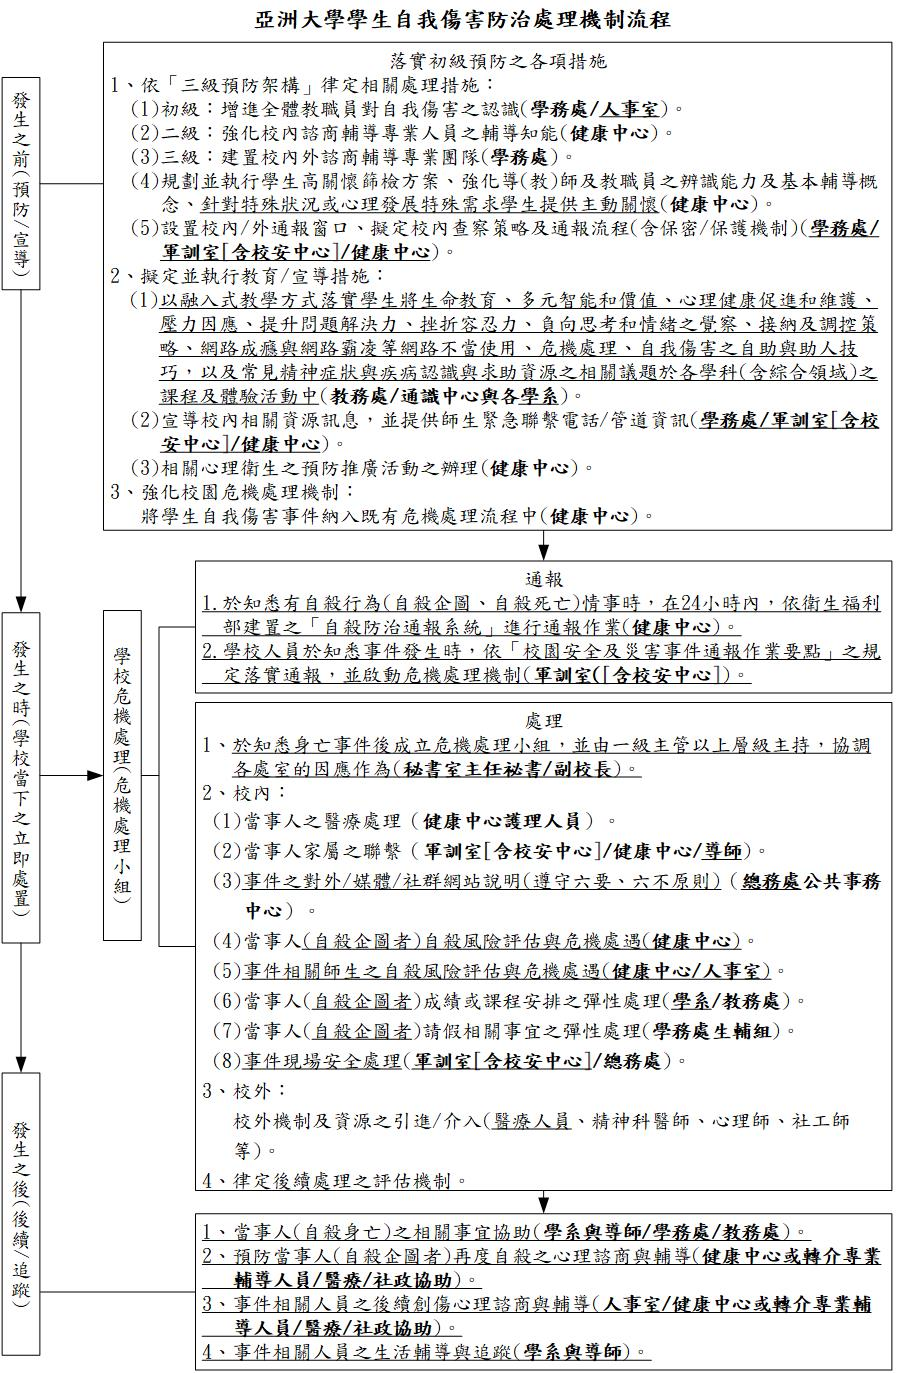 亞洲大學學生自我傷害防治處理機制流程
發生之前(預防/宣導)
落實初級預防之各項措施
1、依「三級預防架構」律定相關處理措施：
(1)初級：增進全體教職員對自我傷害之認識(學務處/人事室)。
(2)二級：強化校內諮商輔導專業人員之輔導知能(健康中心)。
(3)三級：建置校內外諮商輔導專業團隊(學務處)。
(4)規劃並執行學生高關懷篩檢方案、強化導(教)師及教職員之辨識能力及基本輔導概
念、針對特殊狀況或心理發展特殊需求學生提供主動關懷(健康中心)。
(5)設置校內/外通報窗口、擬定校內查察策略及通報流程(含保密/保護機制)(學務處/
軍訓室[含校安中心]/健康中心)。
2、擬定並執行教育/宣導措施：
(1)以融入式教學方式落實學生將生命教育、多元智能和價值、心理健康促進和維護、
壓力因應、提升問題解決力、挫折容忍力、負向思考和情緒之覺察、接納及調控策
略、網路成癮與網路霸凌等網路不當使用、危機處理、自我傷害之自助與助人技
巧，以及常見精神症狀與疾病認識與求助資源之相關議題於各學科(含綜合領域)之
課程及體驗活動中(教務處/通識中心與各學系)。
(2)宣導校內相關資源訊息，並提供師生緊急聯繫電話/管道資訊(學務處/軍訓室[含校
安中心]/健康中心)。
(3)相關心理衛生之預防推廣活動之辨理(健康中心)。
3、強化校園危機處理機制：
將學生自我傷害事件納入既有危機處理流程中(健康中心)。
發生之時(學校當下之立即處置)
學校危機處理(危機處理小組)
通報
1.於知悉有自殺行為(自殺企圖、自殺死亡)情事時，在24小時內，依衛生福利
部建置之「自殺防治通報系統」進行通報作業(健康中心)。
2.學校人員於知悉事件發生時，依「校園安全及災害事件通報作業要點」之規
定落實通報，並啟動危機處理機制(軍訓室([含校安中心])。
處理
1、於知悉身亡事件後成立危機處理小組，並由一級主管以上層級主持，協調
各處室的因應作為(秘書室主任祕書/副校長)。
2、校內：
(1)當事人之醫療處理（健康中心護理人員）。
(2)當事人家屬之聯繫（軍訓室[含校安中心]/健康中心/導師)。
(3)事件之對外/媒體/社群網站說明(遵守六要、六不原則)（總務處公共事務
中心）。
(4)當事人(自殺企圖者)自殺風險評估與危機處遇(健康中心)。
(5)事件相關師生之自殺風險評估與危機處遇(健康中心/人事室)。
(6)當事人(自殺企圖者)成績或課程安排之彈性處理(學系/教務處)。
(7)當事人(自殺企圖者)請假相關事宜之彈性處理(學務處生輔組)。
(8)事件現場安全處理(軍訓室[含校安中心]/總務處)。
3、校外：
校外機制及資源之引進/介入(醫療人員、精神科醫師、心理師、社工師
等)。
4、律定後續處理之評估機制。
發生之後(後續/追蹤)
1、當事人(自殺身亡)之相關事宜協助(學系與導師/學務處/教務處)。
2、預防當事人(自殺企圖者)再度自殺之心理諮商與輔導(健康中心或轉介專業
輔導人員/醫療/社政協助)。
3、事件相關人員之後續創傷心理諮商與輔導(人事室/健康中心或轉介專業輔
導人員/醫療/社政協助)。
4、事件相關人員之生活輔導與追蹤(學系與導師)。